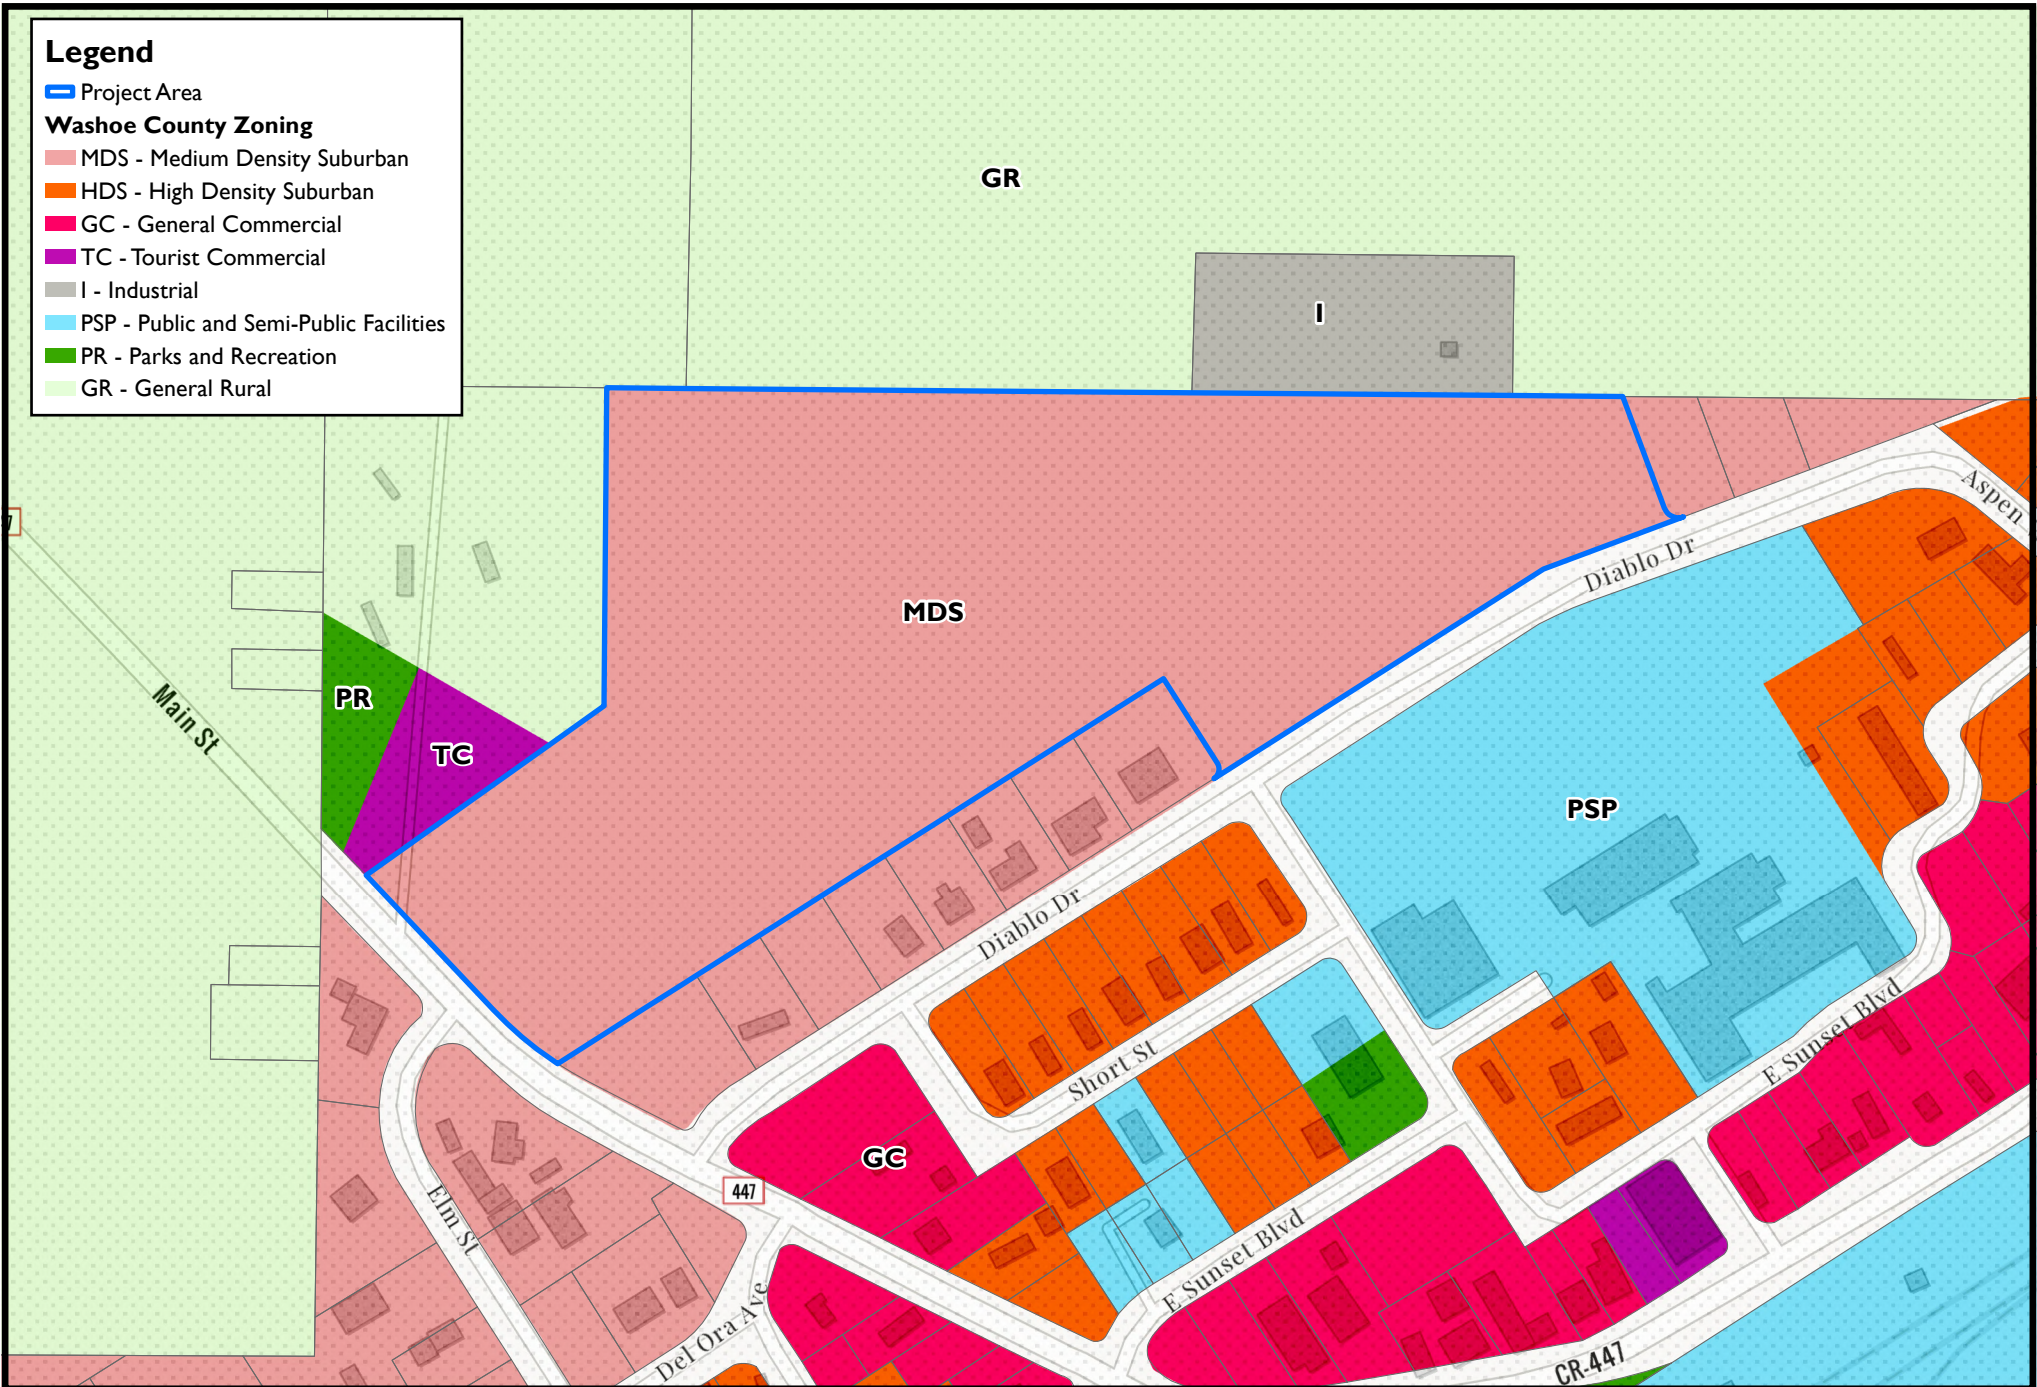 Legend
Project Area
Washoe County Zoning
MDS - Medium Density Suburban
HDS - High Density Suburban
GC - General Commercial
TC - Tourist Commercial
I - Industrial
PSP - Public and Semi-Public Facilities
PR - Parks and Recreation
GR - General Rural
GR
I
Aspen
Diablo Dr
MDS
PR
Main St
TC
PSP
Diablo Dr
Short St
E Sunset Blvd
GC
447
Elm St
E Sunset Blvd
Del Ora Ave
CR-447